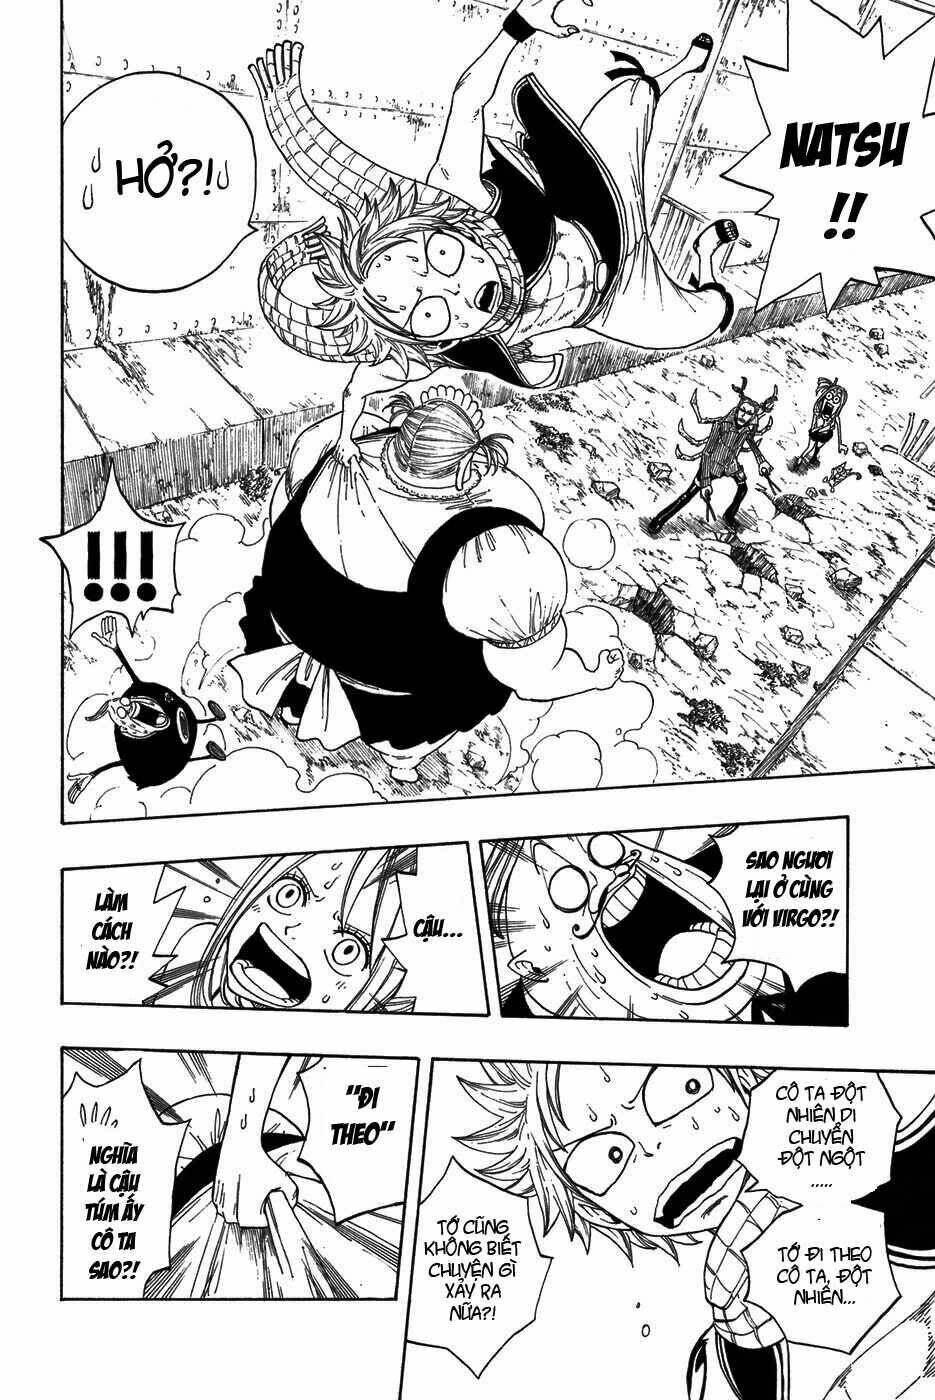 NATSU
!!
HỞ?!
!!!
SAO NGƯƠI
LẠI Ở CÙNG
VỚI VIRGO?!
CẬU...
LÀM
CÁCH
NÀO?!
CÔ TA ĐỘT
NHIÊN DI
CHUYỂN
ĐỘT NGỘT
.....
TỚ ĐI THEO
CÔ TA, ĐỘT
NHIÊN...
TỚ CŨNG
KHÔNG BIẾT
CHUYỆN GÌ
XẢY RA
NỮA?!
"ĐI
THEO"
NGHĨA
LÀ CẬU
TÚM ẤY
CÔ TA
SAO?!